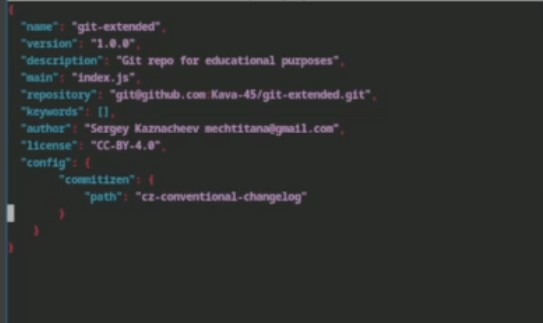 {
"name": "git-extended",
"version": "1.0.0",
"description": "Git repo for educational purposes",
"main": "index.js",
"repository": "git@github.com:Kava-45/git-extended.git",
"keywords": [],
"author": "Sergey Kaznacheev mechtitana@gmail.com",
"license": "CC-BY-4.0",
"config": {
"commitizen": {
"path": "cz-conventional-changelog"
}
}
}